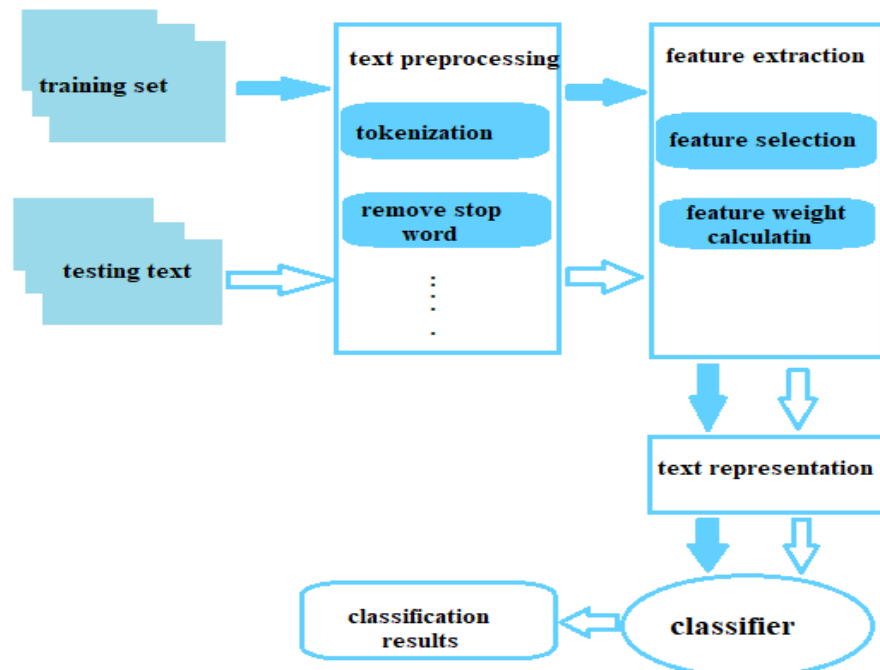 training set
text preprocessing
feature extraction
tokenization
feature selection
remove stop
word
feature weight
calculatin
testing text
text representation
classifier
classification
results